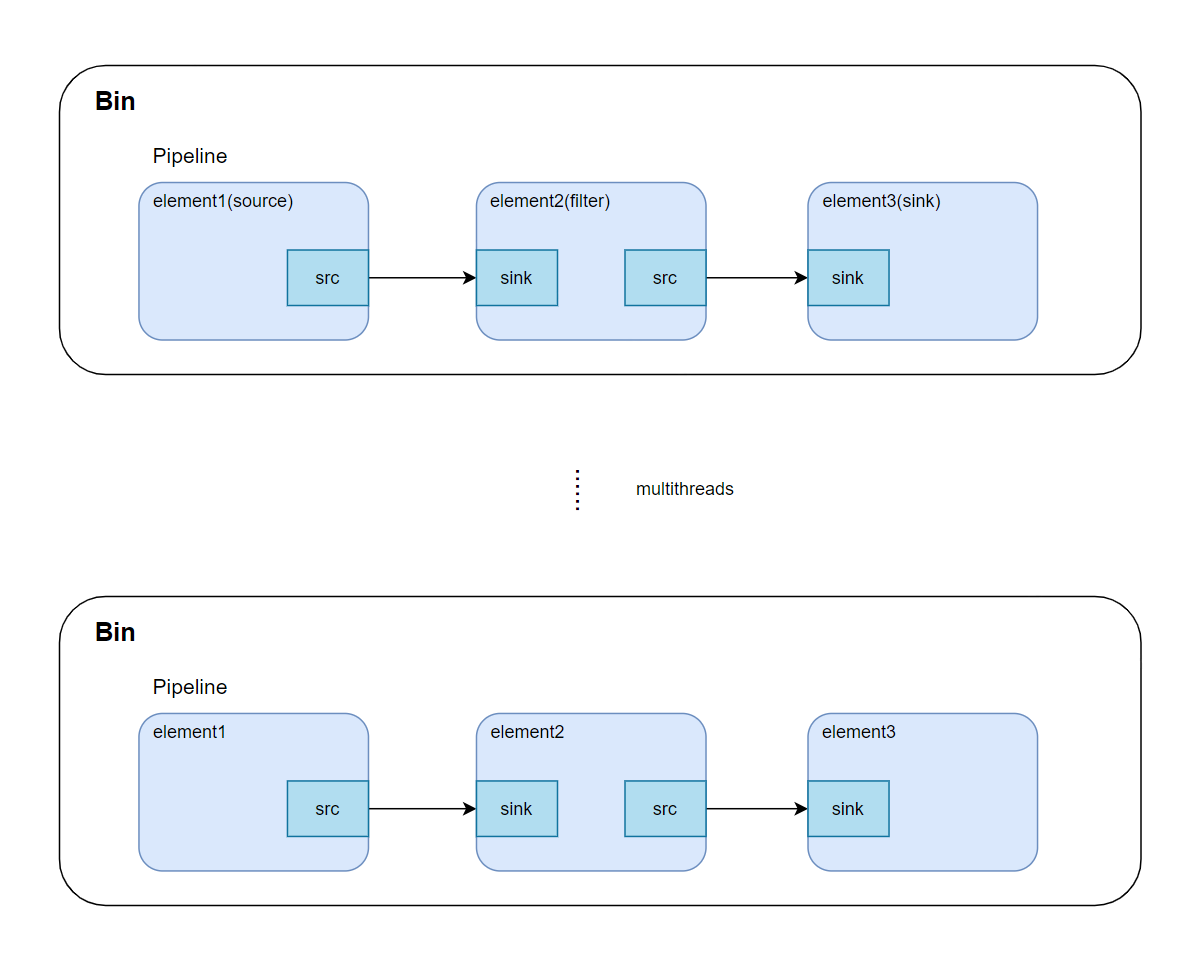 Bin
Pipeline
element1(source)
element2(filter)
element3(sink)
src
sink
src
sink
multithreads
Bin
Pipeline
element1
element2
element3
src
sink
src
sink